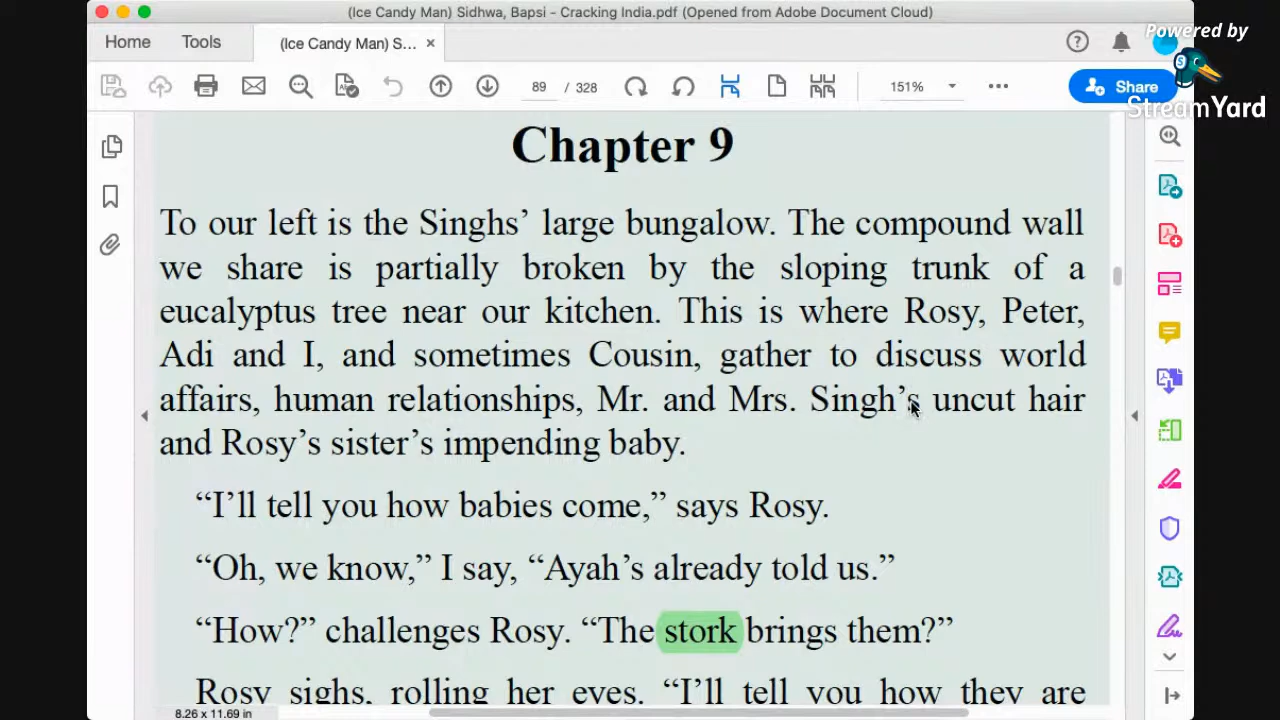 (Ice Candy Man) Sidhwa, Bapsi - Cracking India.pdf (Opened from Adobe Document Cloud)
Powered by
Home Tools (Ice Candy Man) S... ×
89 / 328 151% Share
StreamYard
Chapter 9
To our left is the Singhs’ large bungalow. The compound wall
we share is partially broken by the sloping trunk of a
eucalyptus tree near our kitchen. This is where Rosy, Peter,
Adi and I, and sometimes Cousin, gather to discuss world
affairs, human relationships, Mr. and Mrs. Singh’s uncut hair
and Rosy’s sister’s impending baby.
“I’ll tell you how babies come,” says Rosy.
“Oh, we know,” I say, “Ayah’s already told us.”
“How?” challenges Rosy. “The stork brings them?”
Rosy sighs, rolling her eyes. “I’ll tell you how they are
8.26 x 11.69 in